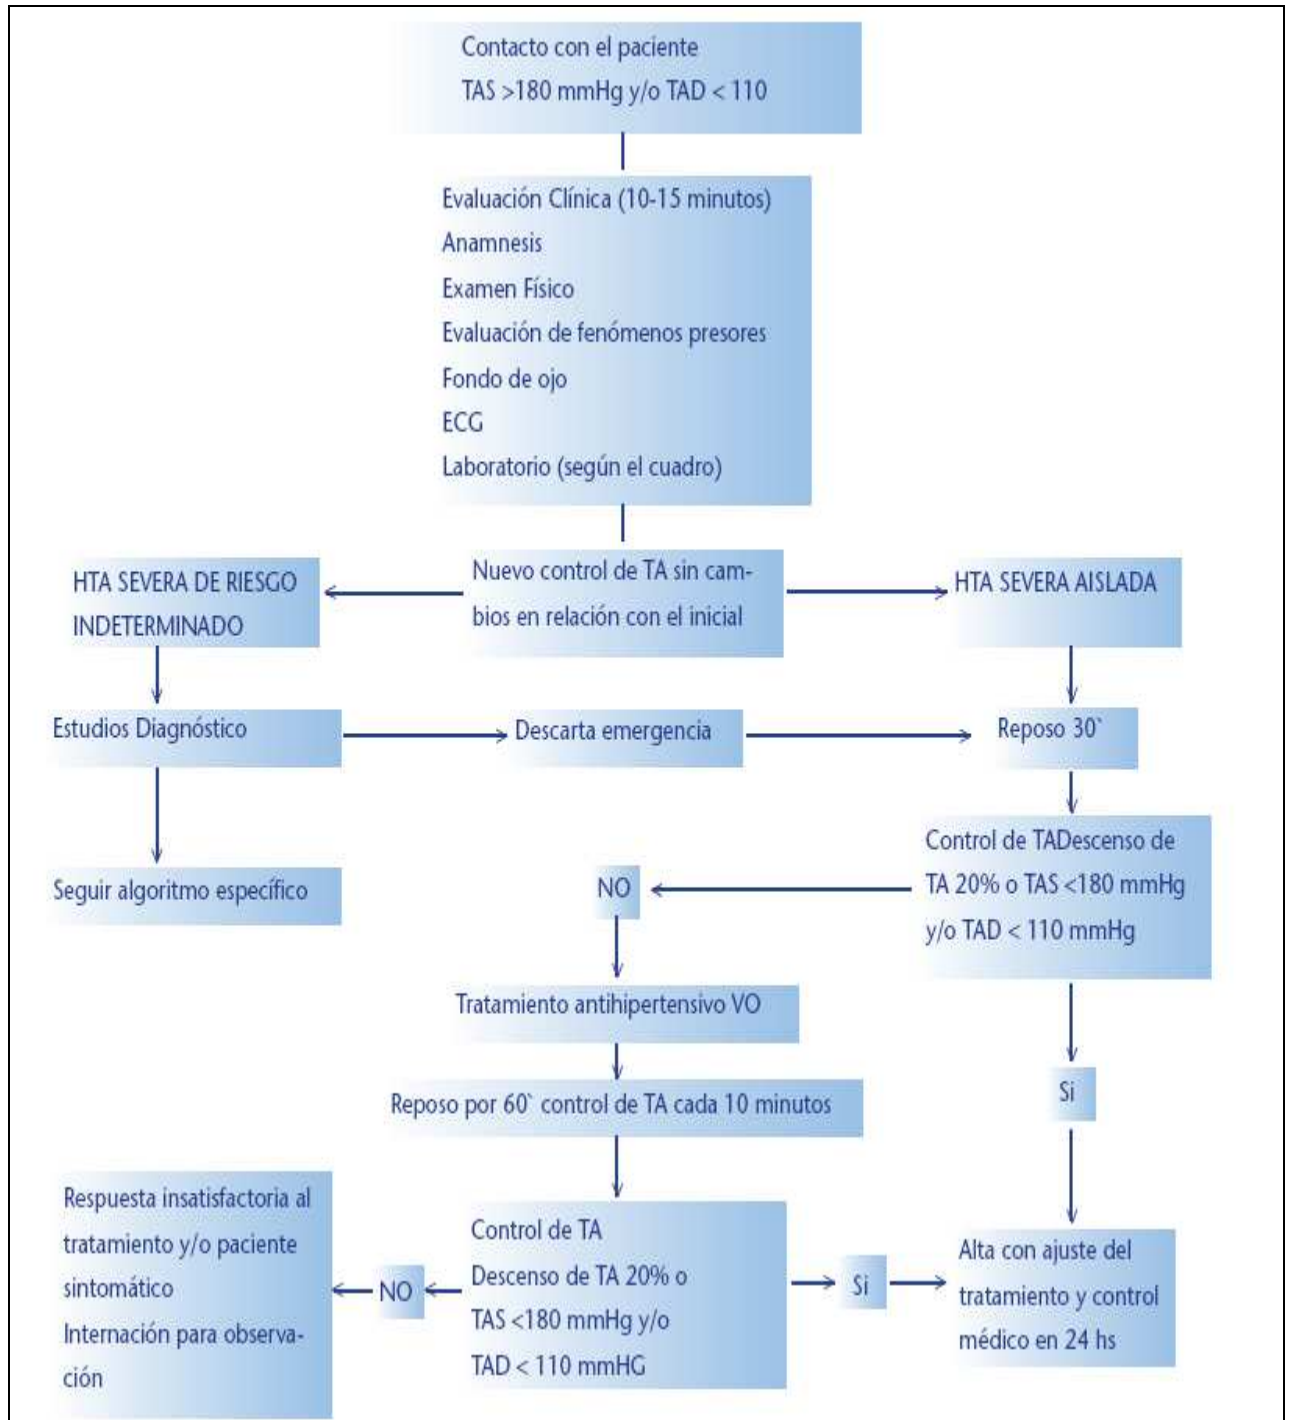 Contacto con el paciente
TAS >180 mmHg y/o TAD < 110
Evaluación Clínica (10-15 minutos)
Anamnesis
Examen Físico
Evaluación de fenómenos presores
Fondo de ojo
ECG
Laboratorio (según el cuadro)
HTA SEVERA DE RIESGO
INDETERMINADO
Nuevo control de TA sin cam-
bios en relación con el inicial
HTA SEVERA AISLADA
Estudios Diagnóstico
Descarta emergencia
Reposo 30`
Seguir algoritmo específico
NO
Control de TADescenso de
TA 20% o TAS <180 mmHg
y/o TAD < 110 mmHg
Tratamiento antihipertensivo VO
Si
Reposo por 60` control de TA cada 10 minutos
Respuesta insatisfactoria al
tratamiento y/o paciente
sintomático
Internación para observa-
ción
NO
Control de TA
Descenso de TA 20% o
TAS <180 mmHg y/o
TAD < 110 mmHG
Si
Alta con ajuste del
tratamiento y control
médico en 24 hs